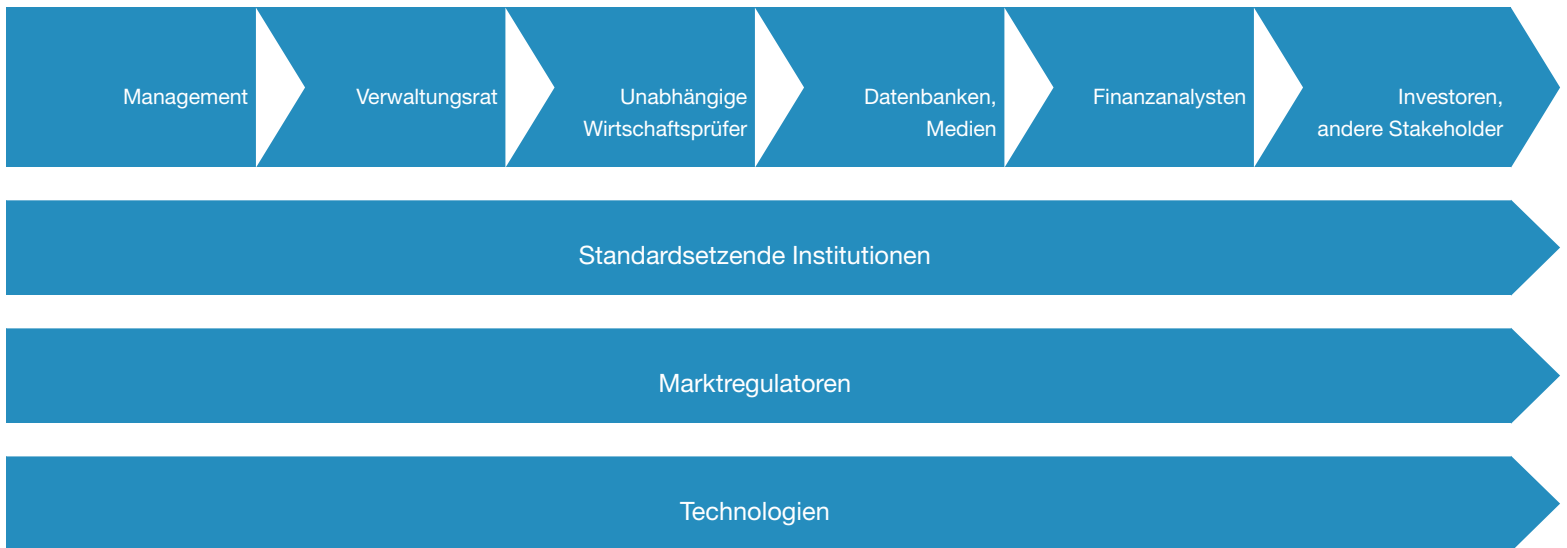 Management
Verwaltungsrat
Unabhängige
Wirtschaftsprüfer
Datenbanken,
Medien
Finanzanalysten
Investoren,
andere Stakeholder
Standardsetzende Institutionen
Marktregulatoren
Technologien